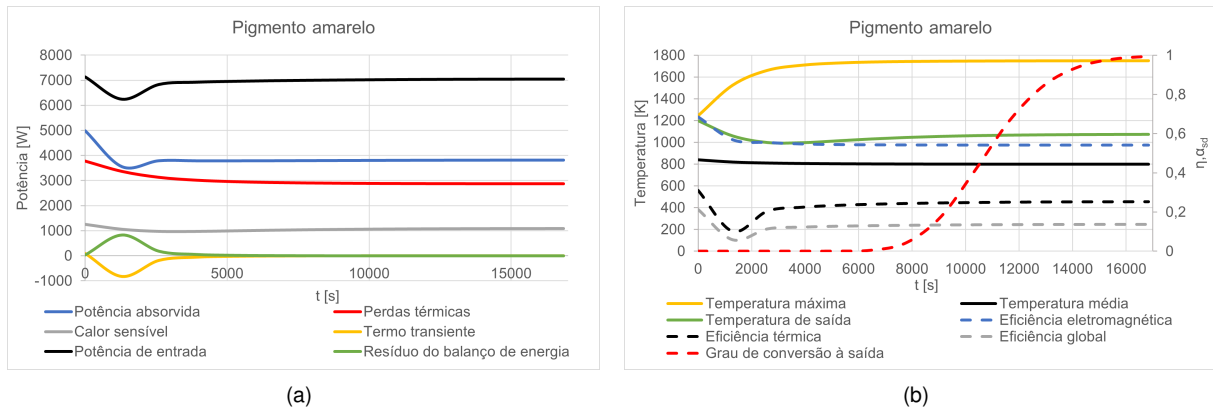 Pigmento amarelo
8000
7000
6000
5000
4000
3000
2000
1000
0
-1000
Potência [W]
0 5000 10000 15000
t [s]
Potência absorvida Perdas térmicas
Calor sensível Termo transiente
Potência de entrada Resíduo do balanço de energia
(a)
Pigmento amarelo
1800
1600
1400
1200
1000
800
600
400
200
0
Temperatura [K]
1
0,8
0,6
0,4
0,2
0
η,αsd
0 2000 4000 6000 8000 10000 12000 14000 16000
t [s]
Temperatura máxima Temperatura média
Temperatura de saída Eficiência eletromagnética
Eficiência térmica Eficiência global
Grau de conversão à saída
(b)